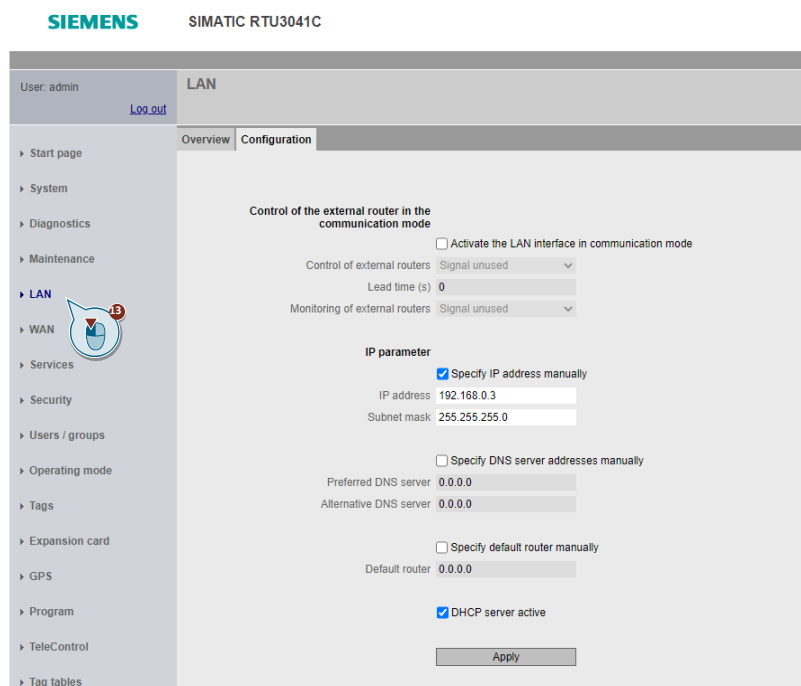 SIEMENS SIMATIC RTU3041C
User: admin
Log out
LAN
Overview Configuration
Start page
System
Diagnostics
Maintenance
LAN
13
WAN
Services
Security
Users / groups
Operating mode
Tags
Expansion card
GPS
Program
TeleControl
Tag tables
Control of the external router in the
communication mode
Activate the LAN interface in communication mode
Control of external routers Signal unused
Lead time (s) 0
Monitoring of external routers Signal unused
IP parameter
Specify IP address manually
IP address 192.168.0.3
Subnet mask 255.255.255.0
Specify DNS server addresses manually
Preferred DNS server 0.0.0.0
Alternative DNS server 0.0.0.0
Specify default router manually
Default router 0.0.0.0
DHCP server active
Apply